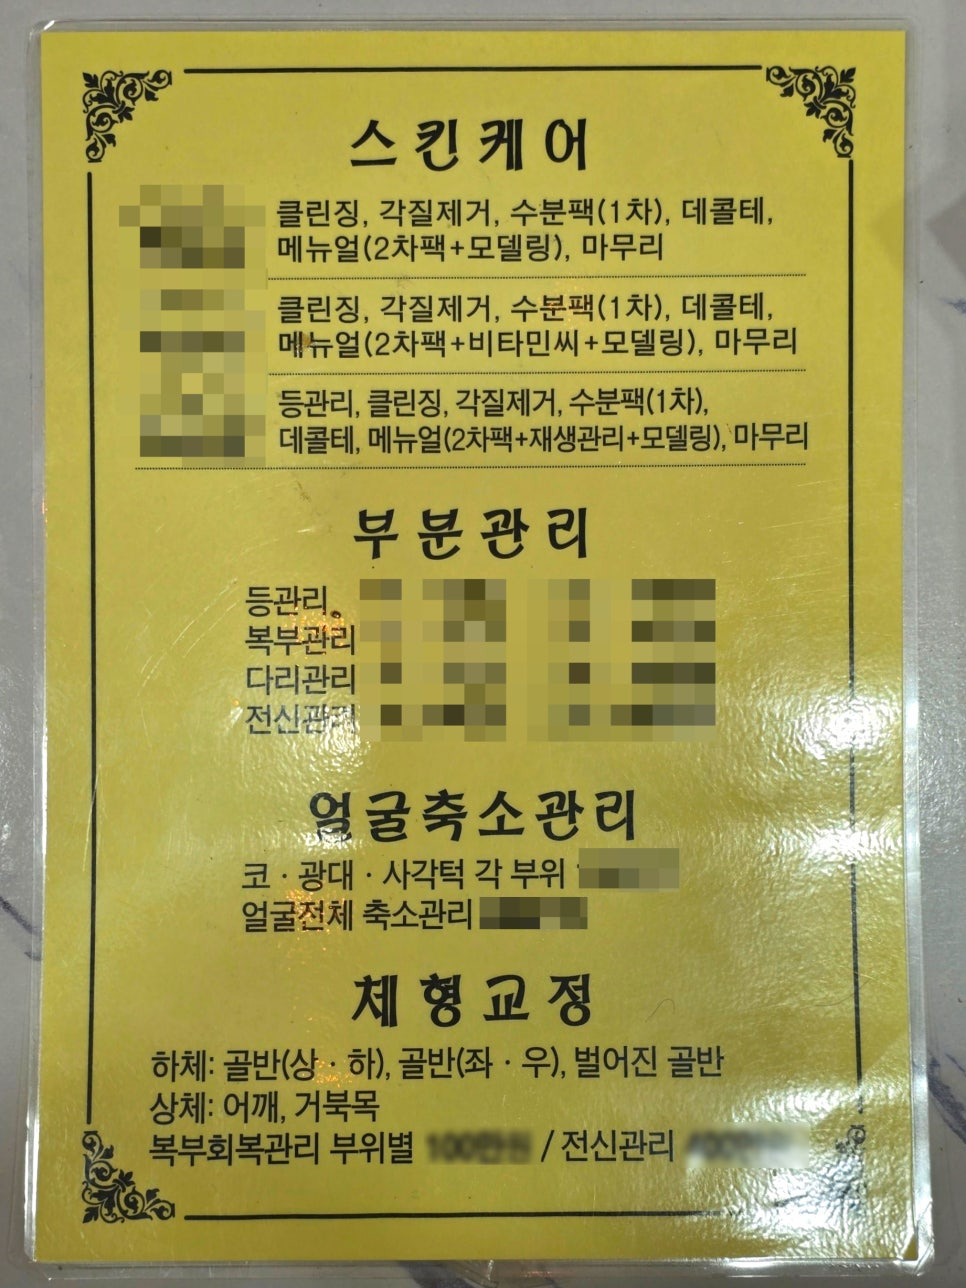 스킨케어
클린징, 각질제거, 수분팩(1차), 데콜테,
메뉴얼(2차팩+모델링), 마무리
클린징, 각질제거, 수분팩(1차), 데콜테,
메뉴얼(2차팩+비타민씨+모델링), 마무리
등관리, 클린징, 각질제거, 수분팩(1차),
데콜테, 메뉴얼(2차팩+재생관리+모델링), 마무리
부분관리
등관리
복부관리
다리관리
전신관리
얼굴축소관리
코 · 광대 · 사각턱 각 부위
얼굴전체 축소관리
체형교정
하체: 골반(상 · 하), 골반(좌 · 우), 벌어진 골반
상체: 어깨, 거북목
복부회복관리 부위별 / 전신관리